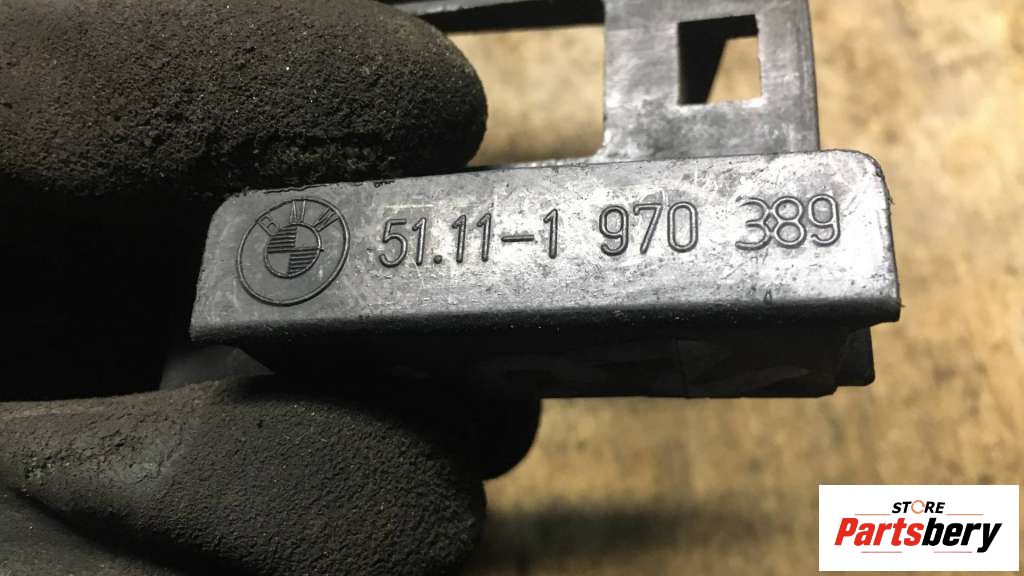 BMW 51.11-1 970 389
STORE
Partsbery